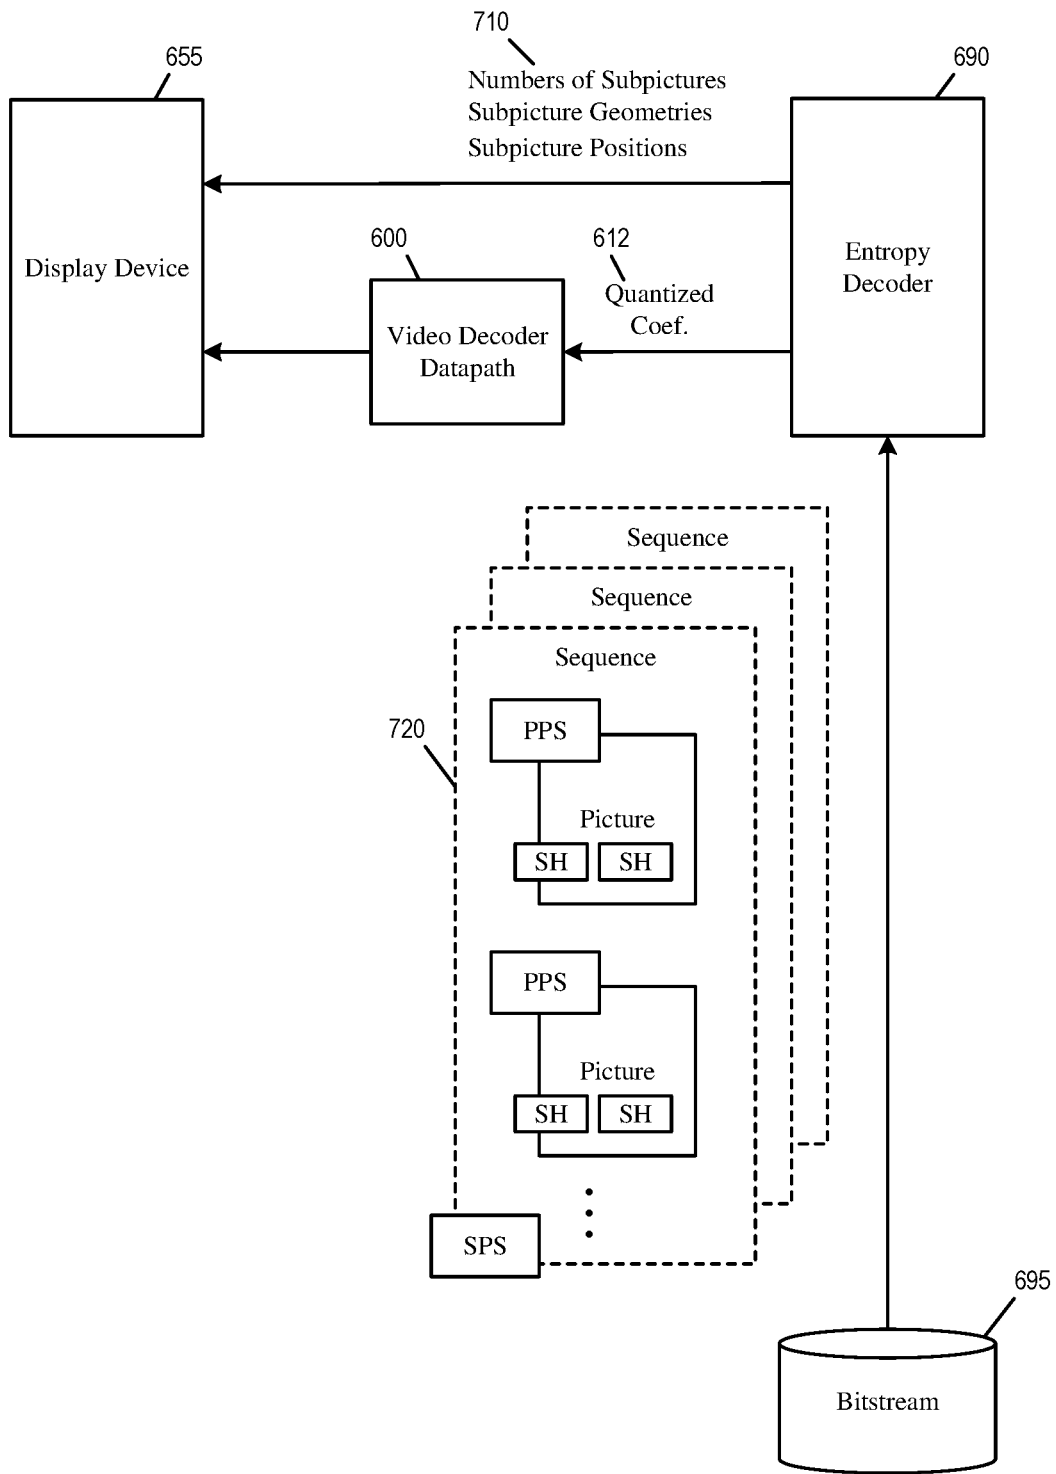 710
655
690
Numbers of Subpictures
Subpicture Geometries
Subpicture Positions
600
612
Display Device
Entropy
Decoder
Quantized
Coef.
Video Decoder
Datapath
Sequence
Sequence
Sequence
720
PPS
Picture
SH SH
PPS
Picture
SH SH
SPS
695
Bitstream